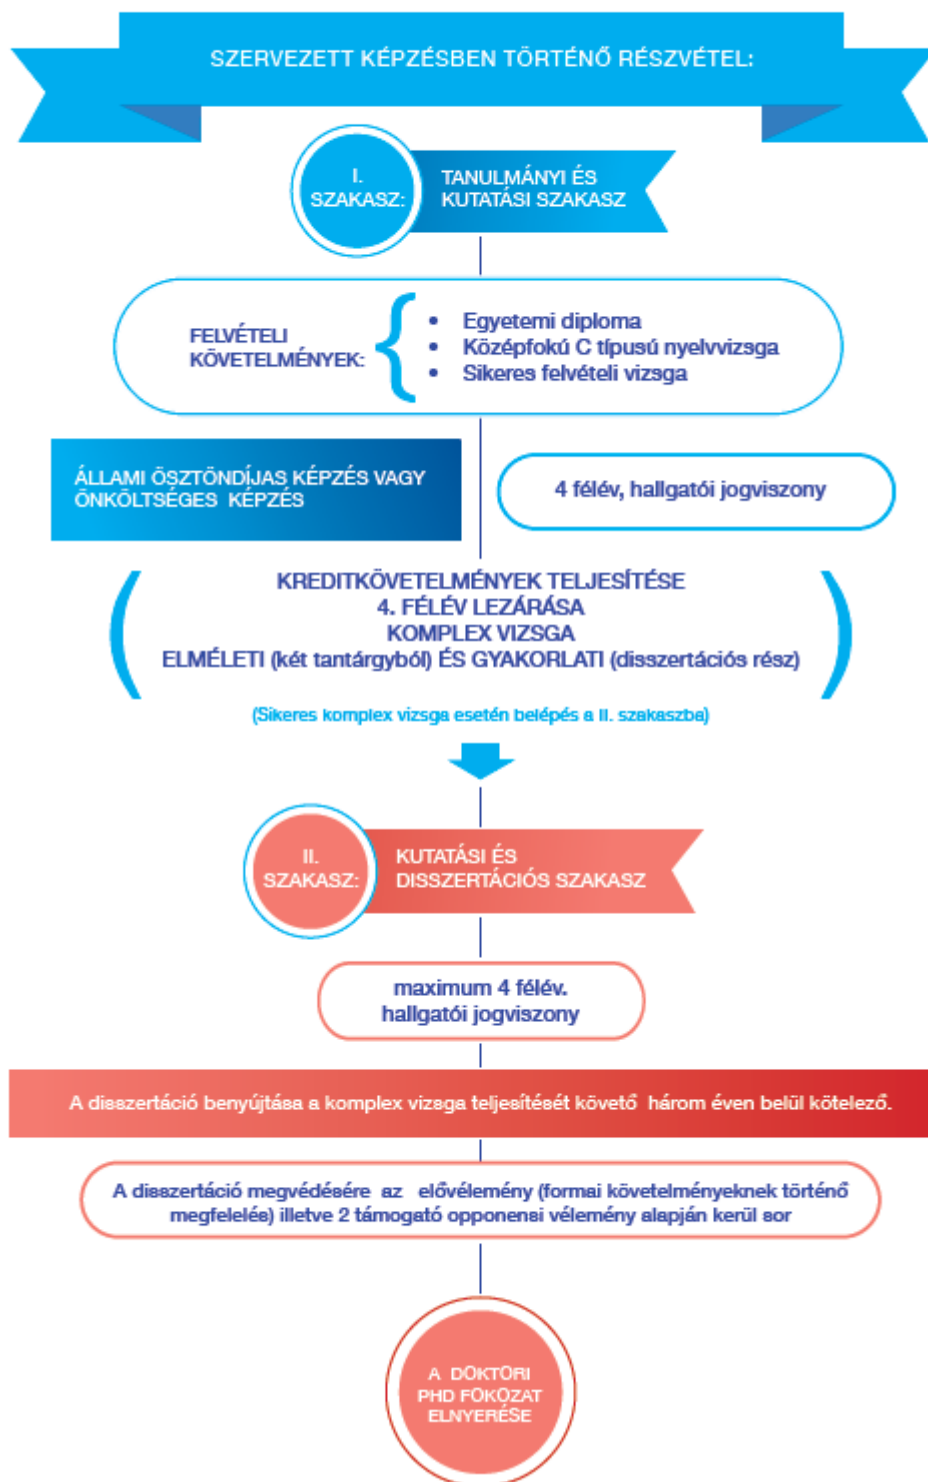 SZERVEZETT KÉPZÉSBEN TÖRTÉNŐ RÉSZVÉTEL:
I.
SZAKASZ:
TANULMÁNYI ÉS
KUTATÁSI SZAKASZ
FELVÉTELI
KÖVETELMÉNYEK:
• Egyetemi diploma
• Középfokú C típusú nyelvvizsga
• Sikeres felvételi vizsga
ÁLLAMI ÖSZTÖNDÍJAS KÉPZÉS VAGY
ÖNKÖLTSÉGES KÉPZÉS
4 félév, hallgatói jogviszony
KREDITKÖVETELMÉNYEK TELJESÍTÉSE
4. FÉLÉV LEZÁRÁSA
KOMPLEX VIZSGA
ELMÉLETI (két tantárgyból) ÉS GYAKORLATI (disszertációs rész)
(Sikeres komplex vizsga esetén belépés a II. szakaszba)
II.
SZAKASZ:
KUTATÁSI ÉS
DISSZERTÁCIÓS SZAKASZ
maximum 4 félév.
hallgatói jogviszony
A disszertáció benyújtása a komplex vizsga teljesítését követő három éven belül kötelező.
A disszertáció megvédésére az elővélemény (formai követelményeknek történő
megfelelés) illetve 2 támogató opponensi vélemény alapján kerül sor
A DOKTORI
PHD FOKOZAT
ELNYERÉSE